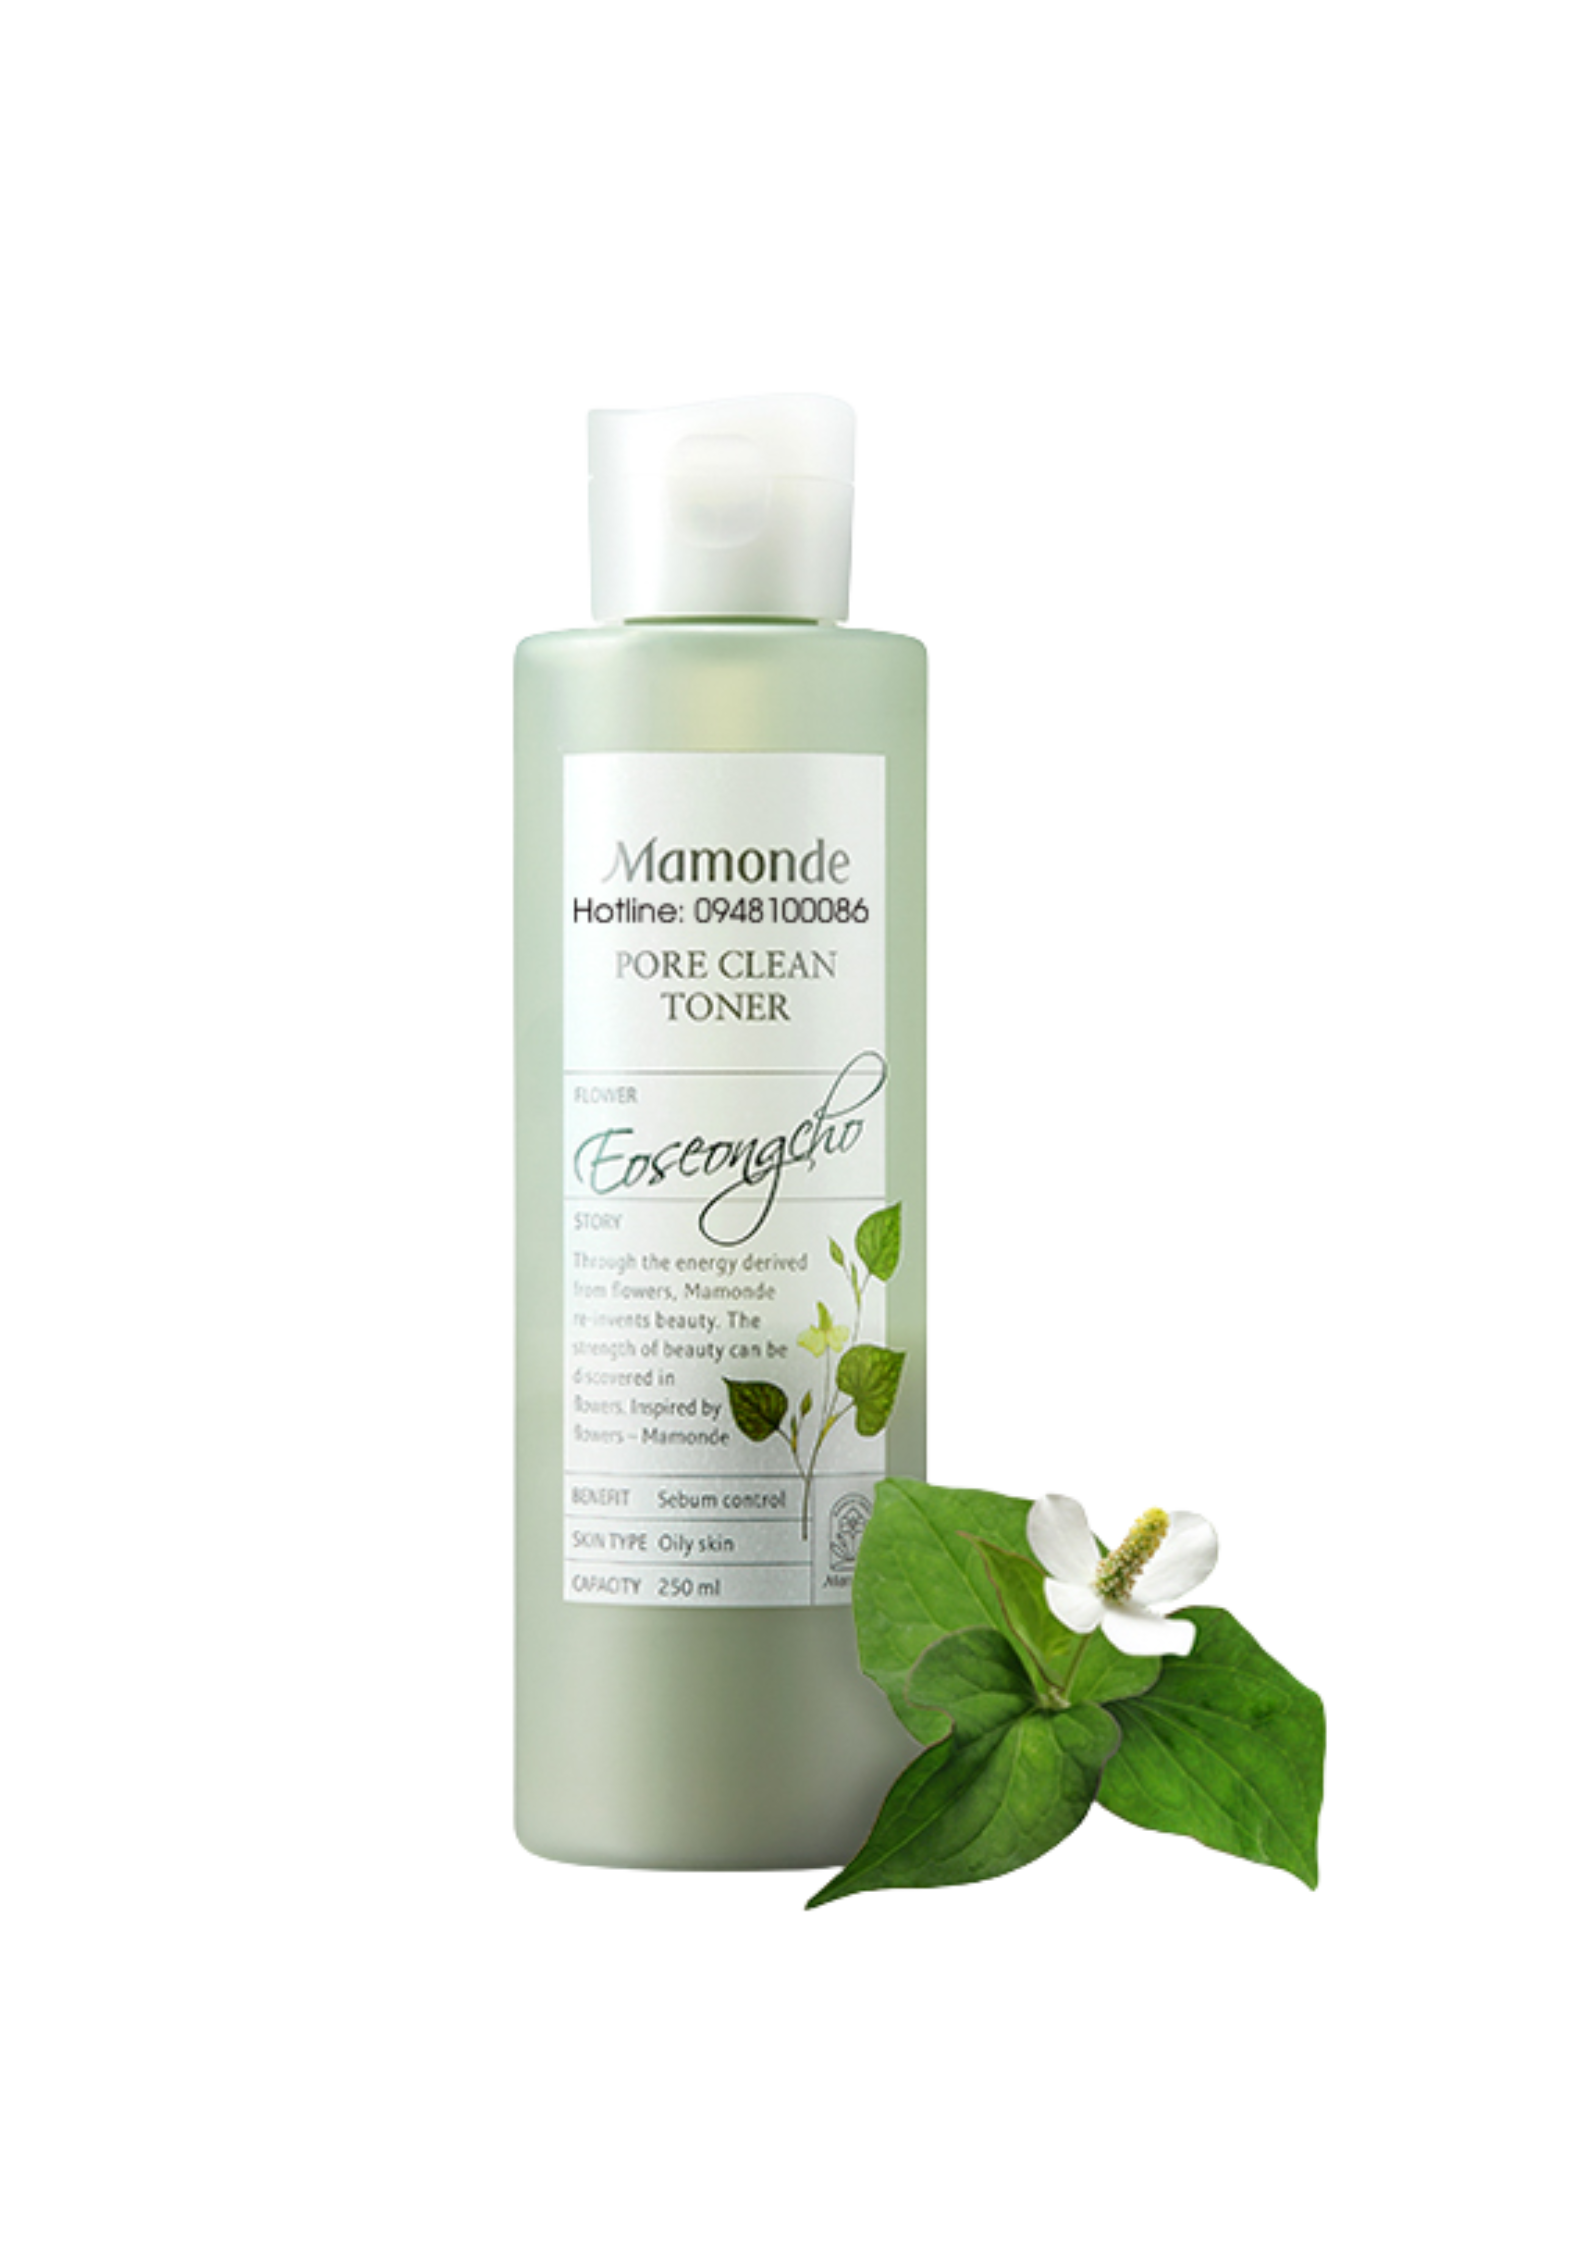 Mamonde
Hotline: 0948100086
PORE CLEAN
TONER
FLOWER
Eoseongcho
STORY
Through the energy derived
from flowers, Mamonde
re-invents beauty. The
strength of beauty can be
discovered in
flowers. Inspired by
flowers – Mamonde
BENEFIT Sebum control
SKIN TYPE Oily skin
CAPACITY 250 ml